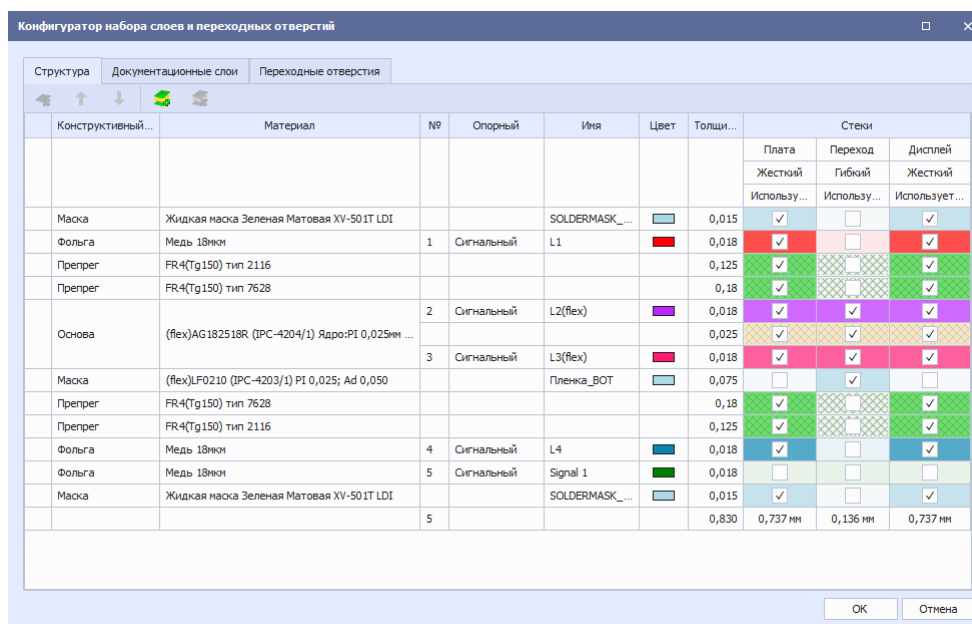 Конфигуратор набора слоев и переходных отверстий
Структура Документационные слои Переходные отверстия
Конструктивный... Материал № Опорный Имя Цвет Толщи... Стеки
Плата Переход Дисплей
Жесткий Гибкий Жесткий
Использу... Использу... Использует...
Маска Жидкая маска Зеленая Матовая XV-501T LDI SOLDERMASK_... 0,015
Фольга Медь 18мкм 1 Сигнальный L1 0,018
Препрег FR4(Tg150) тип 2116 0,125
Препрег FR4(Tg150) тип 7628 0,18
2 Сигнальный L2(flex) 0,018
Основа (flex)AG182518R (IPC-4204/1) Ядро:PI 0,025мм ... 0,025
3 Сигнальный L3(flex) 0,018
Маска (flex)LF0210 (IPC-4203/1) PI 0,025; Ad 0,050 Пленка_BOT 0,075
Препрег FR4(Tg150) тип 7628 0,18
Препрег FR4(Tg150) тип 2116 0,125
Фольга Медь 18мкм 4 Сигнальный L4 0,018
Фольга Медь 18мкм 5 Сигнальный Signal 1 0,018
Маска Жидкая маска Зеленая Матовая XV-501T LDI SOLDERMASK_... 0,015
5 0,830 0,737 мм 0,136 мм 0,737 мм
ОК Отмена